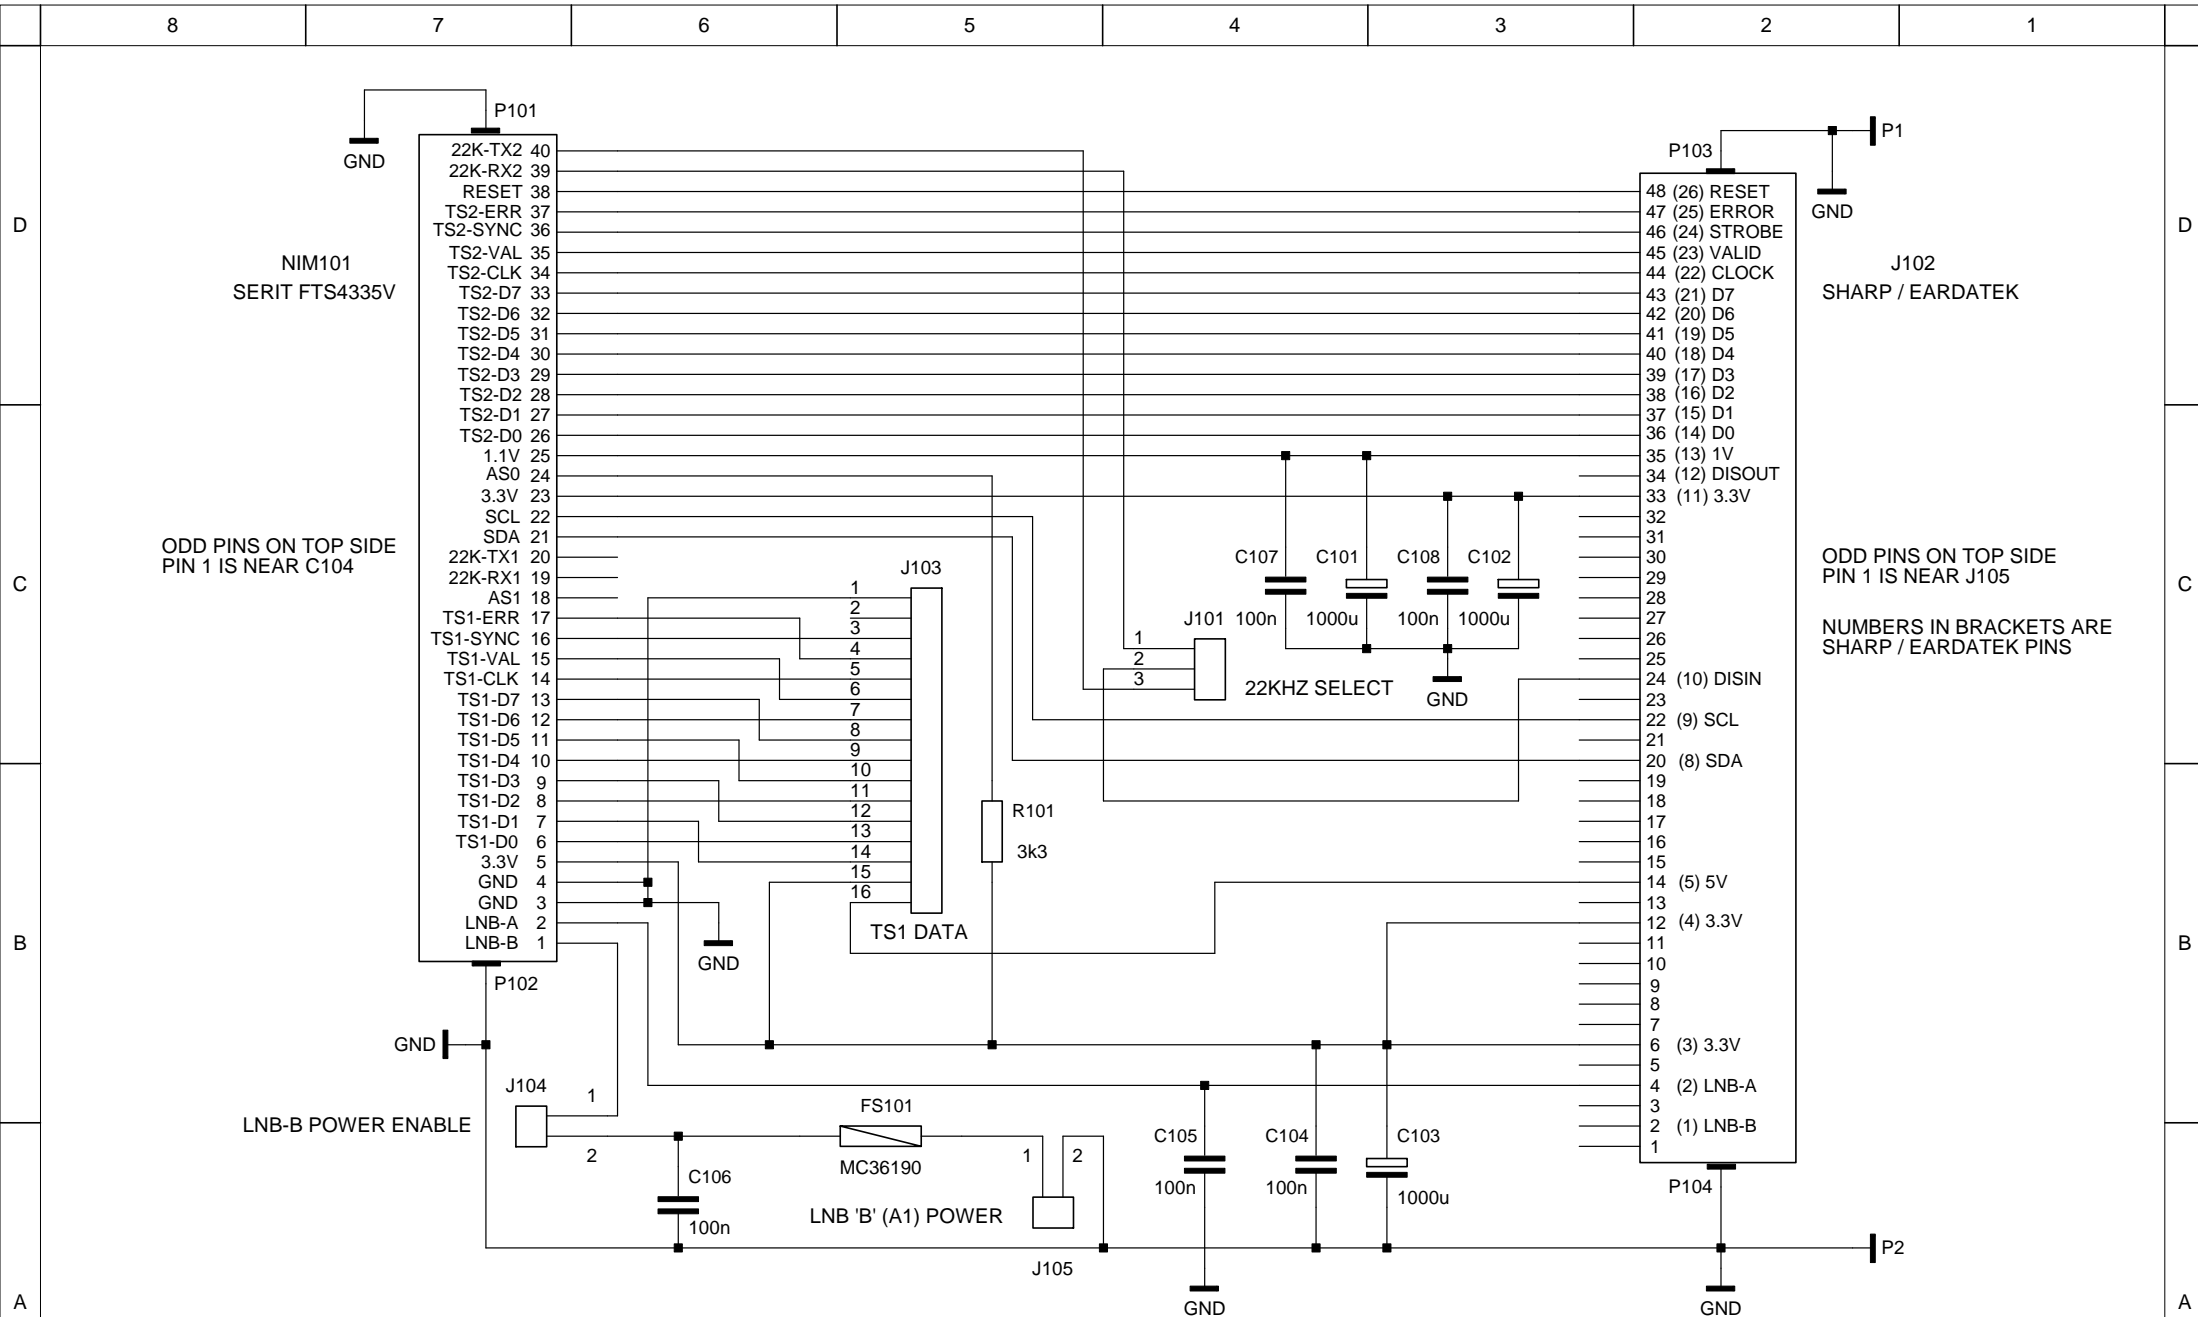 8 7 6 5 4 3 2 1
D D
C C
B B
A A
P101
GND
NIM101
SERIT FTS4335V
22K-TX2 40
22K-RX2 39
RESET 38
TS2-ERR 37
TS2-SYNC 36
TS2-VAL 35
TS2-CLK 34
TS2-D7 33
TS2-D6 32
TS2-D5 31
TS2-D4 30
TS2-D3 29
TS2-D2 28
TS2-D1 27
TS2-D0 26
1.1V 25
AS0 24
3.3V 23
SCL 22
SDA 21
22K-TX1 20
22K-RX1 19
AS1 18
TS1-ERR 17
TS1-SYNC 16
TS1-VAL 15
TS1-CLK 14
TS1-D7 13
TS1-D6 12
TS1-D5 11
TS1-D4 10
TS1-D3 9
TS1-D2 8
TS1-D1 7
TS1-D0 6
3.3V 5
GND 4
GND 3
LNB-A 2
LNB-B 1
P102
GND
ODD PINS ON TOP SIDE
PIN 1 IS NEAR C104
J103
1
2
3
4
5
6
7
8
9
10
11
12
13
14
15
16
TS1 DATA
GND
R101
3k3
J101
1
2
3
22KHZ SELECT
C107
100n
C101
1000u
C108
100n
C102
1000u
GND
J104
1
2
LNB-B POWER ENABLE
C106
100n
FS101
MC36190
1 2
LNB 'B' (A1) POWER
J105
C105
100n
C104
100n
C103
1000u
GND
P103
P1
GND
J102
SHARP / EARDATEK
48 (26) RESET
47 (25) ERROR
46 (24) STROBE
45 (23) VALID
44 (22) CLOCK
43 (21) D7
42 (20) D6
41 (19) D5
40 (18) D4
39 (17) D3
38 (16) D2
37 (15) D1
36 (14) D0
35 (13) 1V
34 (12) DISOUT
33 (11) 3.3V
32
31
30
29
28
27
26
25
24 (10) DISIN
23
22 (9) SCL
21
20 (8) SDA
19
18
17
16
15
14 (5) 5V
13
12 (4) 3.3V
11
10
9
8
7
6 (3) 3.3V
5
4 (2) LNB-A
3
2 (1) LNB-B
1
P104
P2
GND
ODD PINS ON TOP SIDE
PIN 1 IS NEAR J105
NUMBERS IN BRACKETS ARE
SHARP / EARDATEK PINS